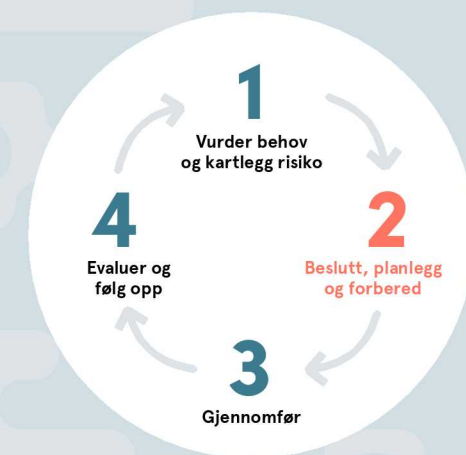 1
Vurder behov
og kartlegg risiko
2
Beslutt, planlegg
og forbered
3
Gjennomfør
4
Evaluer og
følg opp